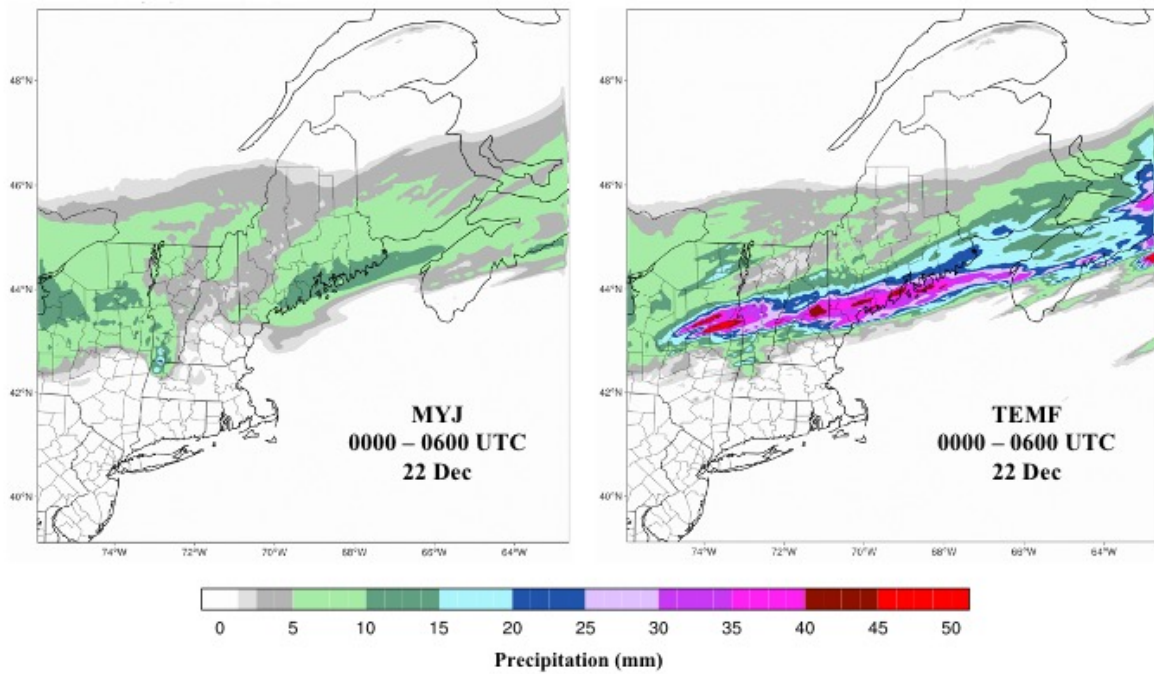 48°N
46°N
44°N
42°N
40°N
MYJ
0000 – 0600 UTC
22 Dec
74°W 72°W 70°W 68°W 66°W 64°W
48°N
46°N
44°N
42°N
40°N
TEMF
0000 – 0600 UTC
22 Dec
74°W 72°W 70°W 68°W 66°W 64°W
0 5 10 15 20 25 30 35 40 45 50
Precipitation (mm)